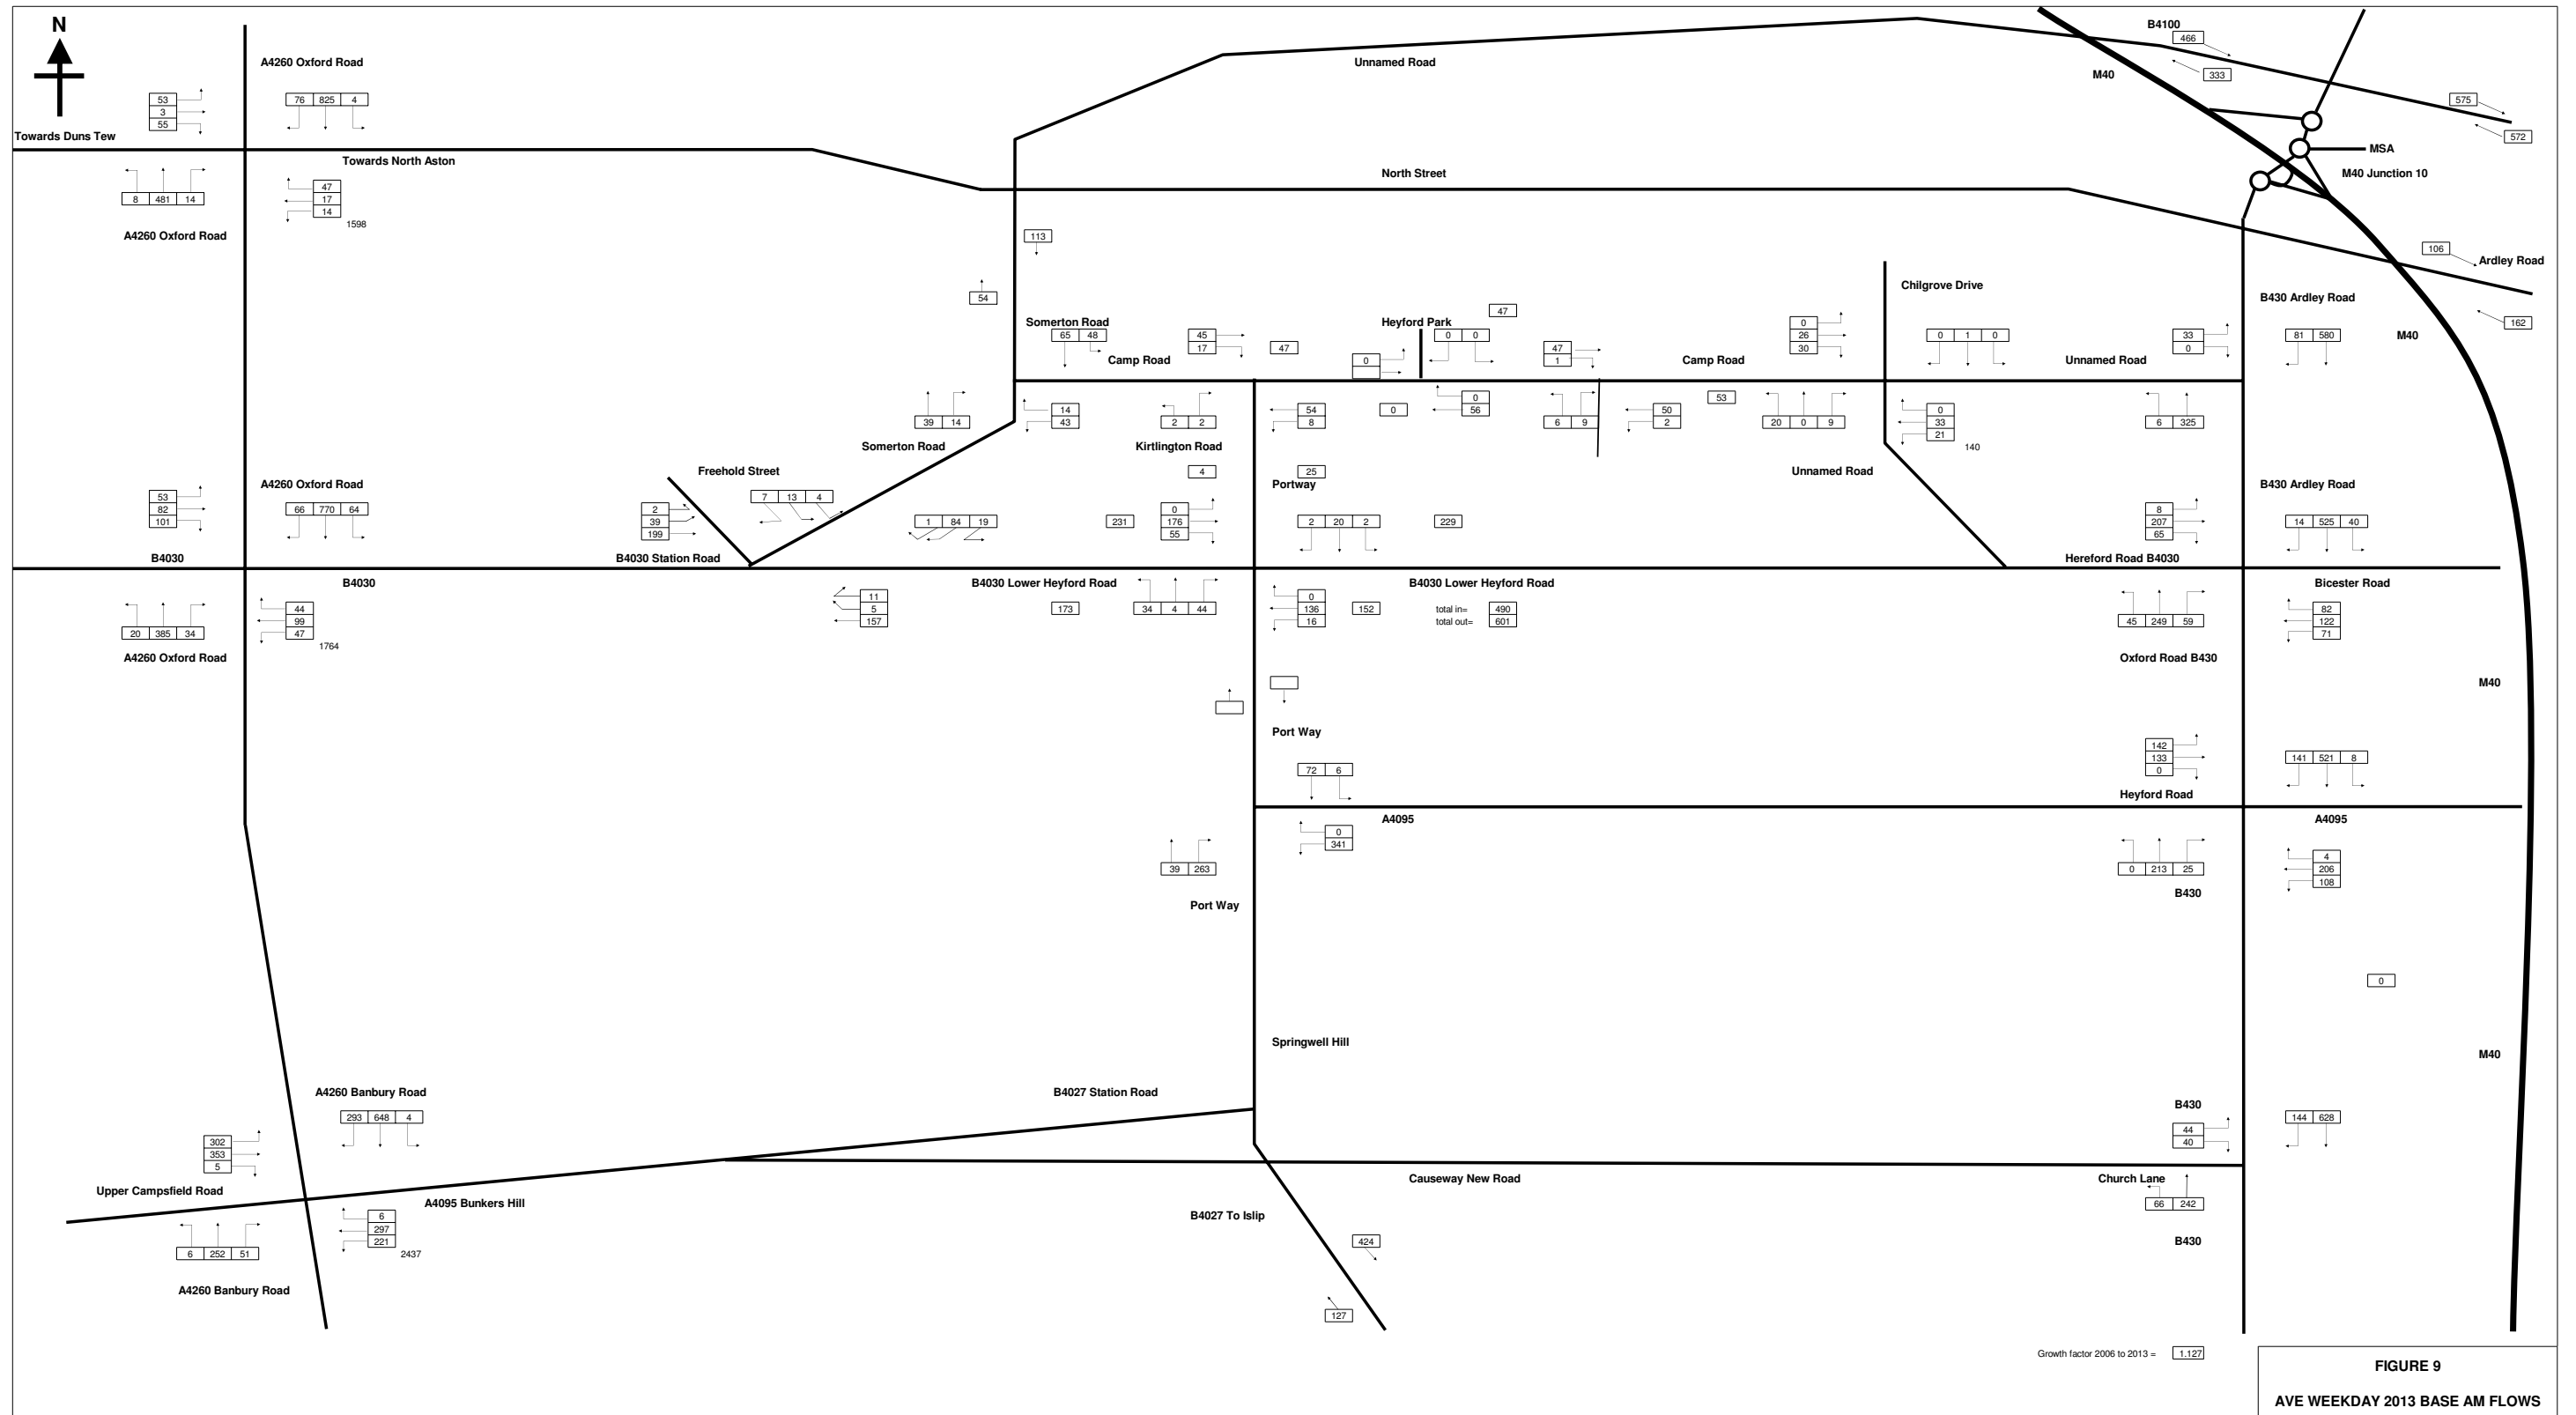 N
B4100
466
A4260 Oxford Road
Unnamed Road
M40
333
53
3
55
76 825 4
575
Towards Duns Tew
572
MSA
Towards North Aston
North Street
M40 Junction 10
8 481 14
47
17
14
1598
A4260 Oxford Road
113
106
Ardley Road
54
Chilgrove Drive
B430 Ardley Road
47
Somerton Road
Heyford Park
162
65 48
45
17
47
0 0
0
26
30
0 1 0
33
0
81 580
M40
Camp Road
0
47
1
Camp Road
Unnamed Road
39 14
14
43
2 2
54
8
0
0
56
6 9
50
2
53
20 0 9
0
33
21
140
6 325
Somerton Road
Kirtlington Road
Freehold Street
4
25
Unnamed Road
A4260 Oxford Road
Portway
B430 Ardley Road
53
82
101
66 770 64
2
39
199
7 13 4
1 84 19
231
0
176
55
2 20 2
229
8
207
65
14 525 40
B4030
B4030 Station Road
Hereford Road B4030
B4030
B4030 Lower Heyford Road
B4030 Lower Heyford Road
Bicester Road
20 385 34
44
99
47
1764
11
5
157
173
34 4 44
0
136
16
152
total in= 490
total out= 601
45 249 59
82
122
71
A4260 Oxford Road
Oxford Road B430
M40
Port Way
72 6
142
133
0
141 521 8
Heyford Road
A4095
A4095
0
341
39 263
0 213 25
4
206
108
B430
Port Way
0
Springwell Hill
M40
A4260 Banbury Road
B4027 Station Road
B430
293 648 4
144 628
302
353
5
44
40
Upper Campsfield Road
Causeway New Road
Church Lane
A4095 Bunkers Hill
66 242
B4027 To Islip
6
297
221
2437
6 252 51
424
B430
A4260 Banbury Road
127
Growth factor 2006 to 2013 = 1.127
FIGURE 9
AVE WEEKDAY 2013 BASE AM FLOWS